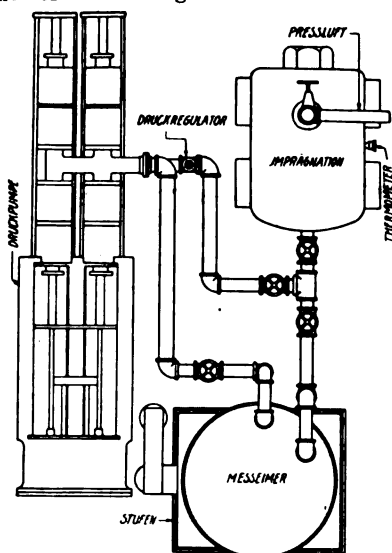 PRESSLUFT
DRUCKREGULATOR
IMPRÄGNATION
THERMOMETER
DRUCKPUMPE
MESSEIMER
STUFEN